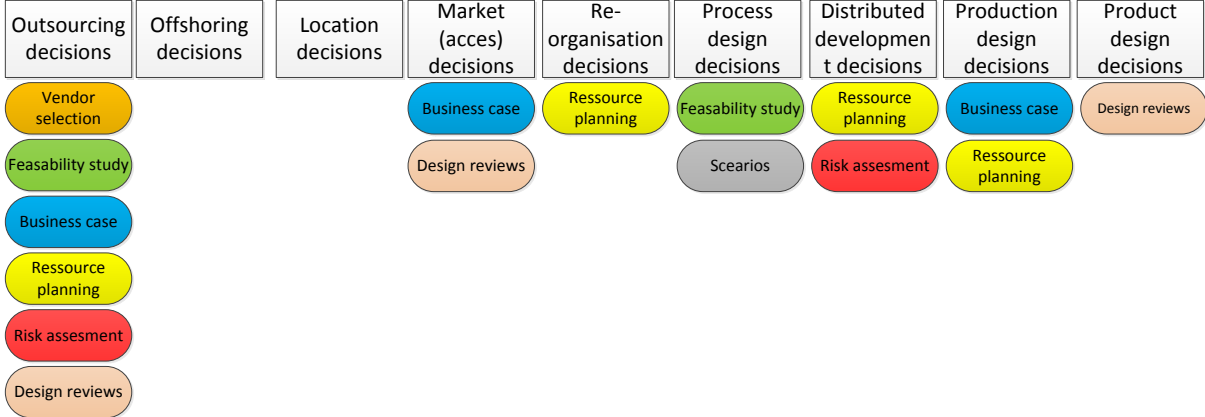 Outsourcing
decisions
Offshoring
decisions
Location
decisions
Market
(acces)
decisions
Re-
organisation
decisions
Process
design
decisions
Distributed
developmen
t decisions
Production
design
decisions
Product
design
decisions
Vendor
selection
Feasability study
Business case
Ressource
planning
Risk assesment
Design reviews
Business case
Design reviews
Ressource
planning
Feasability study
Scearios
Ressource
planning
Risk assesment
Business case
Ressource
planning
Design reviews